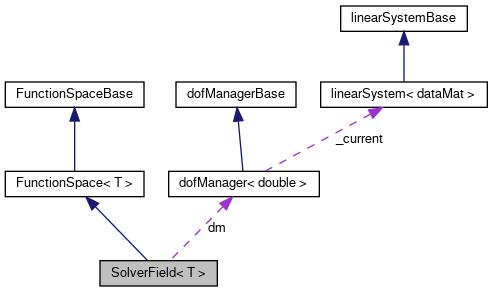 linearSystemBase
FunctionSpaceBase
dofManagerBase
linearSystem< dataMat >
_current
FunctionSpace< T >
dofManager< double >
dm
SolverField< T >